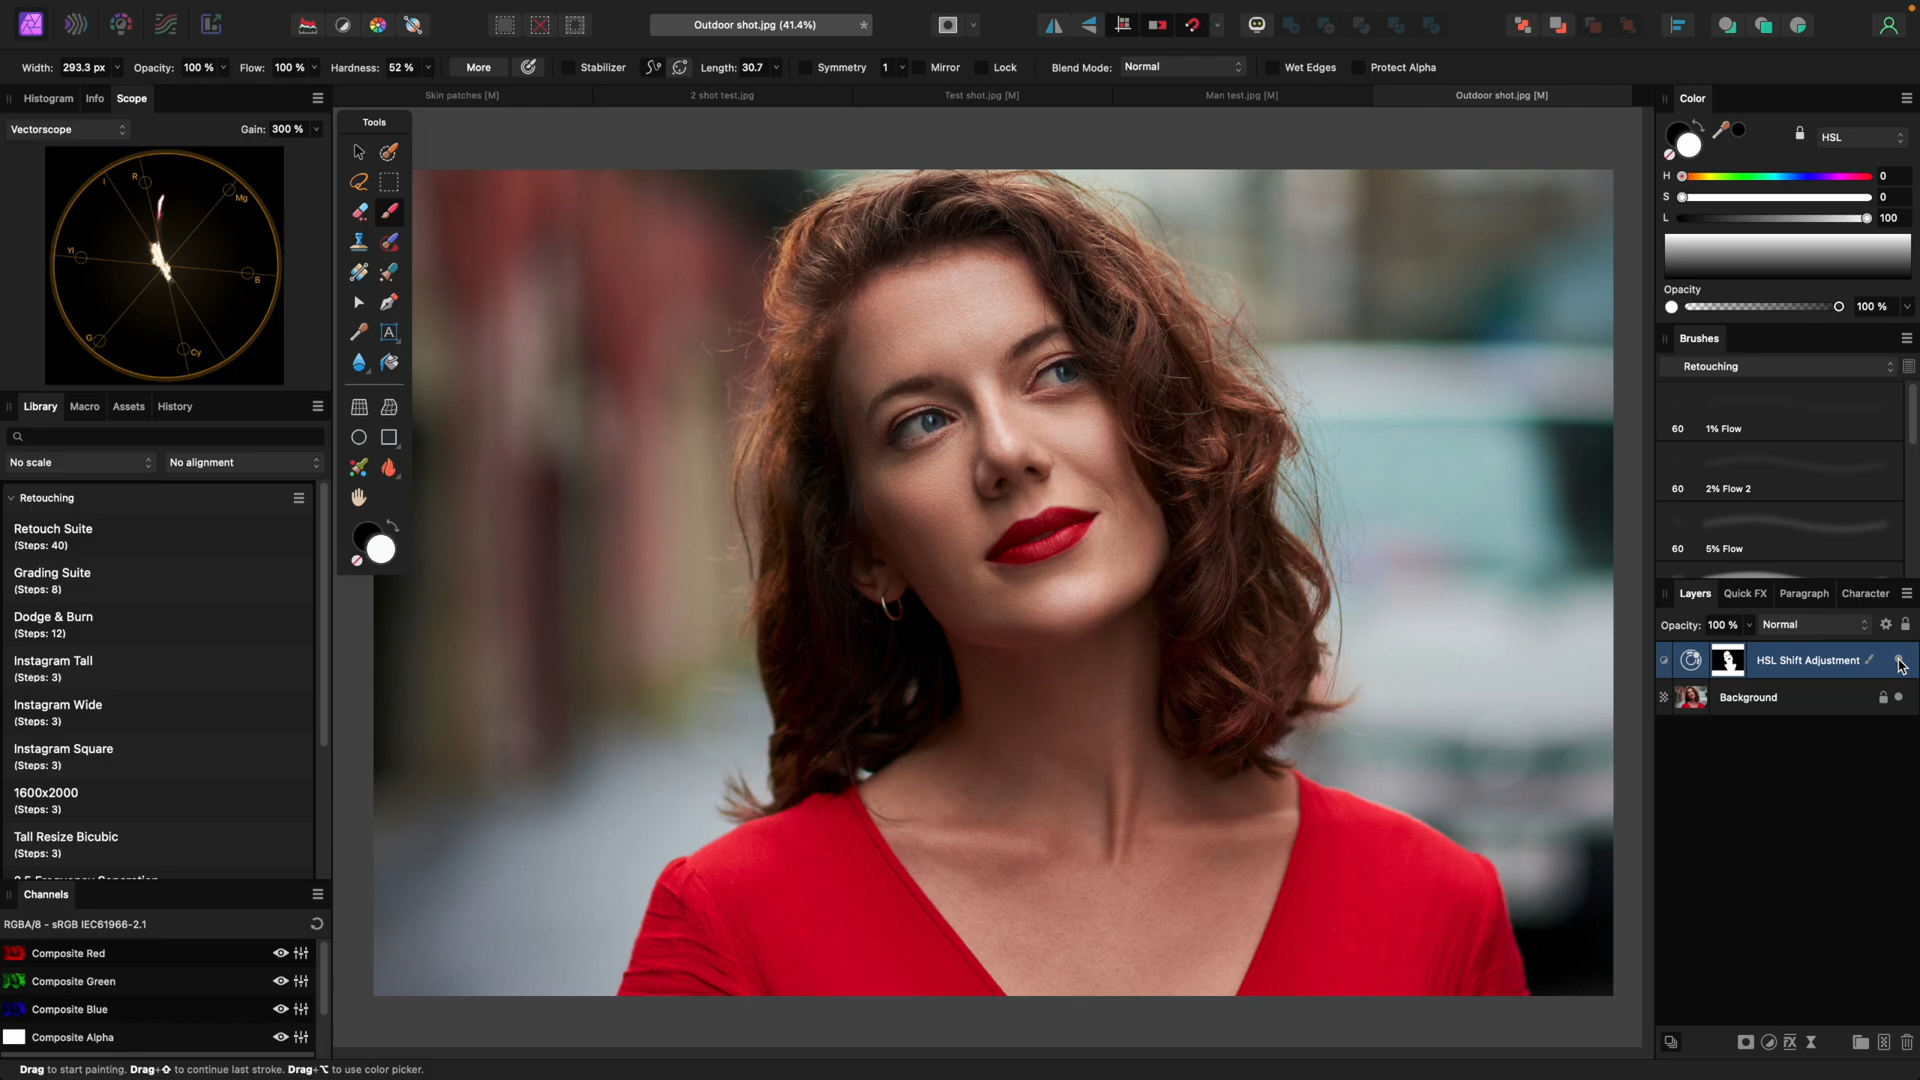 Outdoor shot.jpg (41.4%)
Width: 293.3 px Opacity: 100 % Flow: 100 % Hardness: 52 % More Stabilizer Length: 30.7 Symmetry 1 Mirror Lock Blend Mode: Normal Wet Edges Protect Alpha
Histogram Info Scope
Skin patches [M] 2 shot test.jpg Test shot.jpg [M] Man test.jpg [M] Outdoor shot.jpg [M]
Vectorscope Gain: 300 %
R
I
Mg
Yl
B
G
Cy
Tools
A
Library Macro Assets History
No scale No alignment
Retouching
Retouch Suite
(Steps: 40)
Grading Suite
(Steps: 8)
Dodge & Burn
(Steps: 12)
Instagram Tall
(Steps: 3)
Instagram Wide
(Steps: 3)
Instagram Square
(Steps: 3)
1600x2000
(Steps: 3)
Tall Resize Bicubic
(Steps: 3)
Channels
RGBA/8 - sRGB IEC61966-2.1
Composite Red
Composite Green
Composite Blue
Composite Alpha
Color
HSL
H 0
S 0
L 100
Opacity
100 %
Brushes
Retouching
60 1% Flow
60 2% Flow 2
60 5% Flow
Layers Quick FX Paragraph Character
Opacity: 100 % Normal
HSL Shift Adjustment
Background
Drag to start painting. Drag+⇧ to continue last stroke. Drag+⌥ to use color picker.